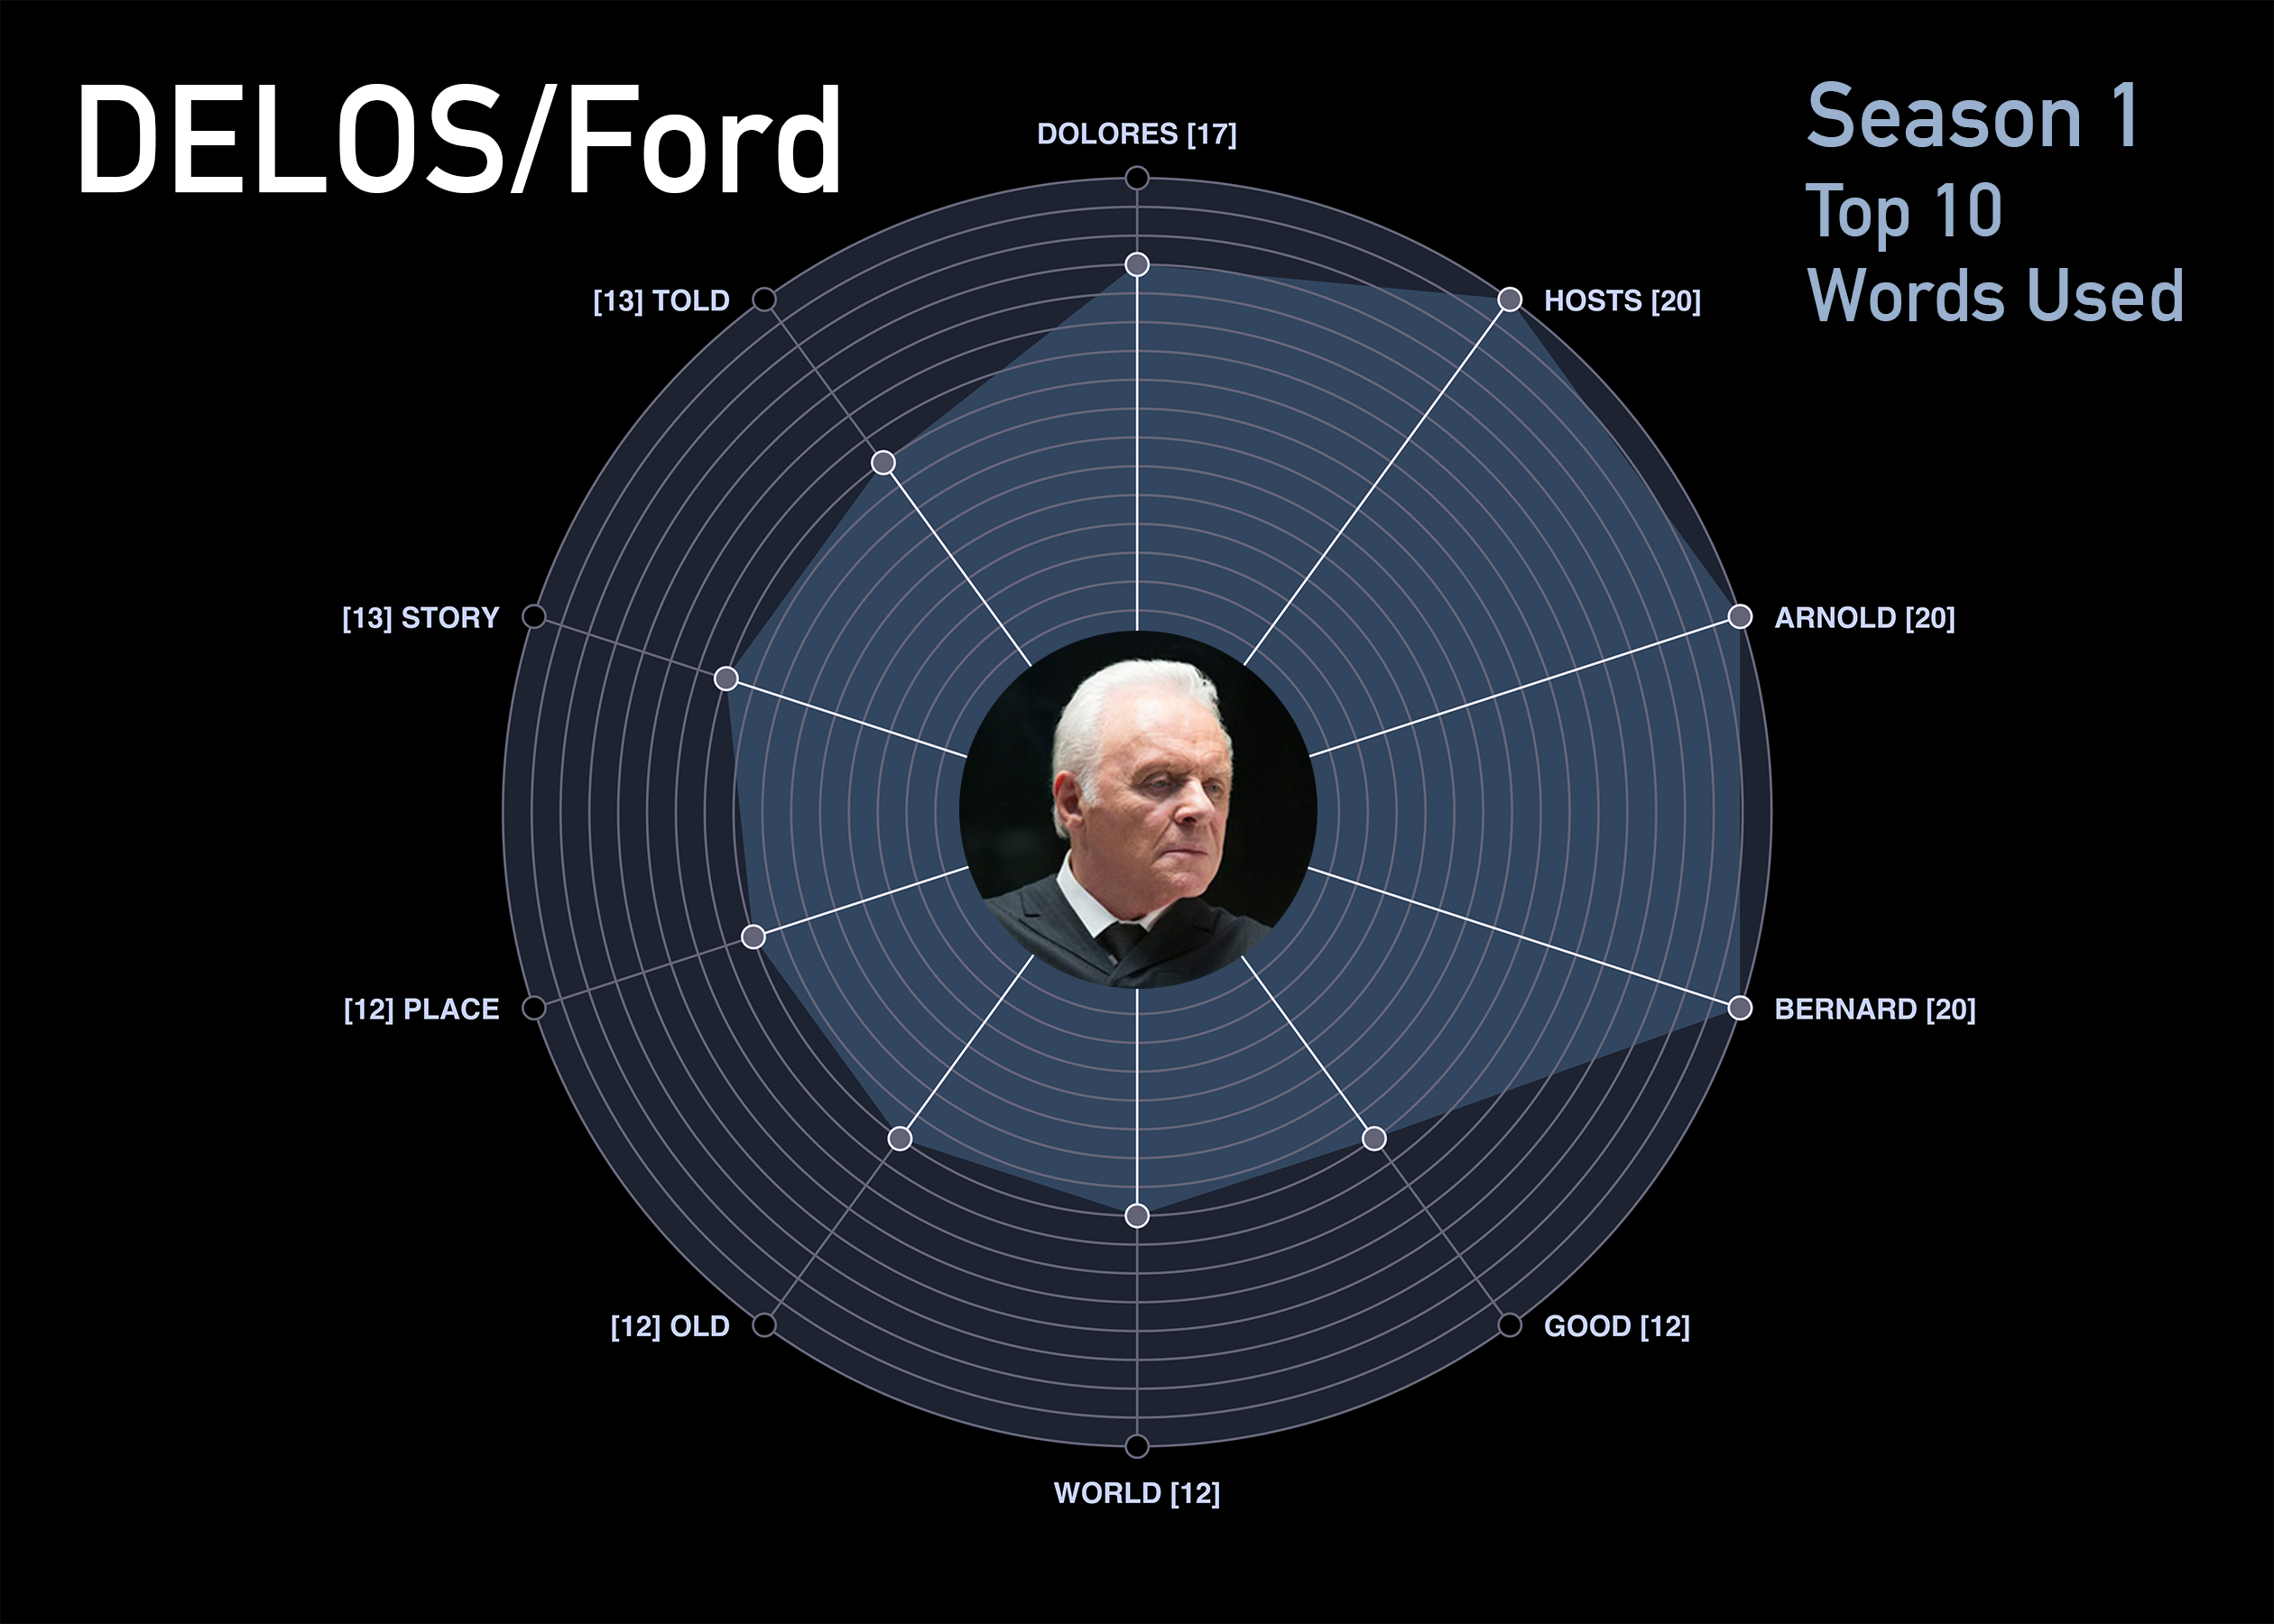 DELOS/Ford
Season 1
Top 10
Words Used
DOLORES [17]
HOSTS [20]
ARNOLD [20]
BERNARD [20]
GOOD [12]
WORLD [12]
[12] OLD
[12] PLACE
[13] STORY
[13] TOLD